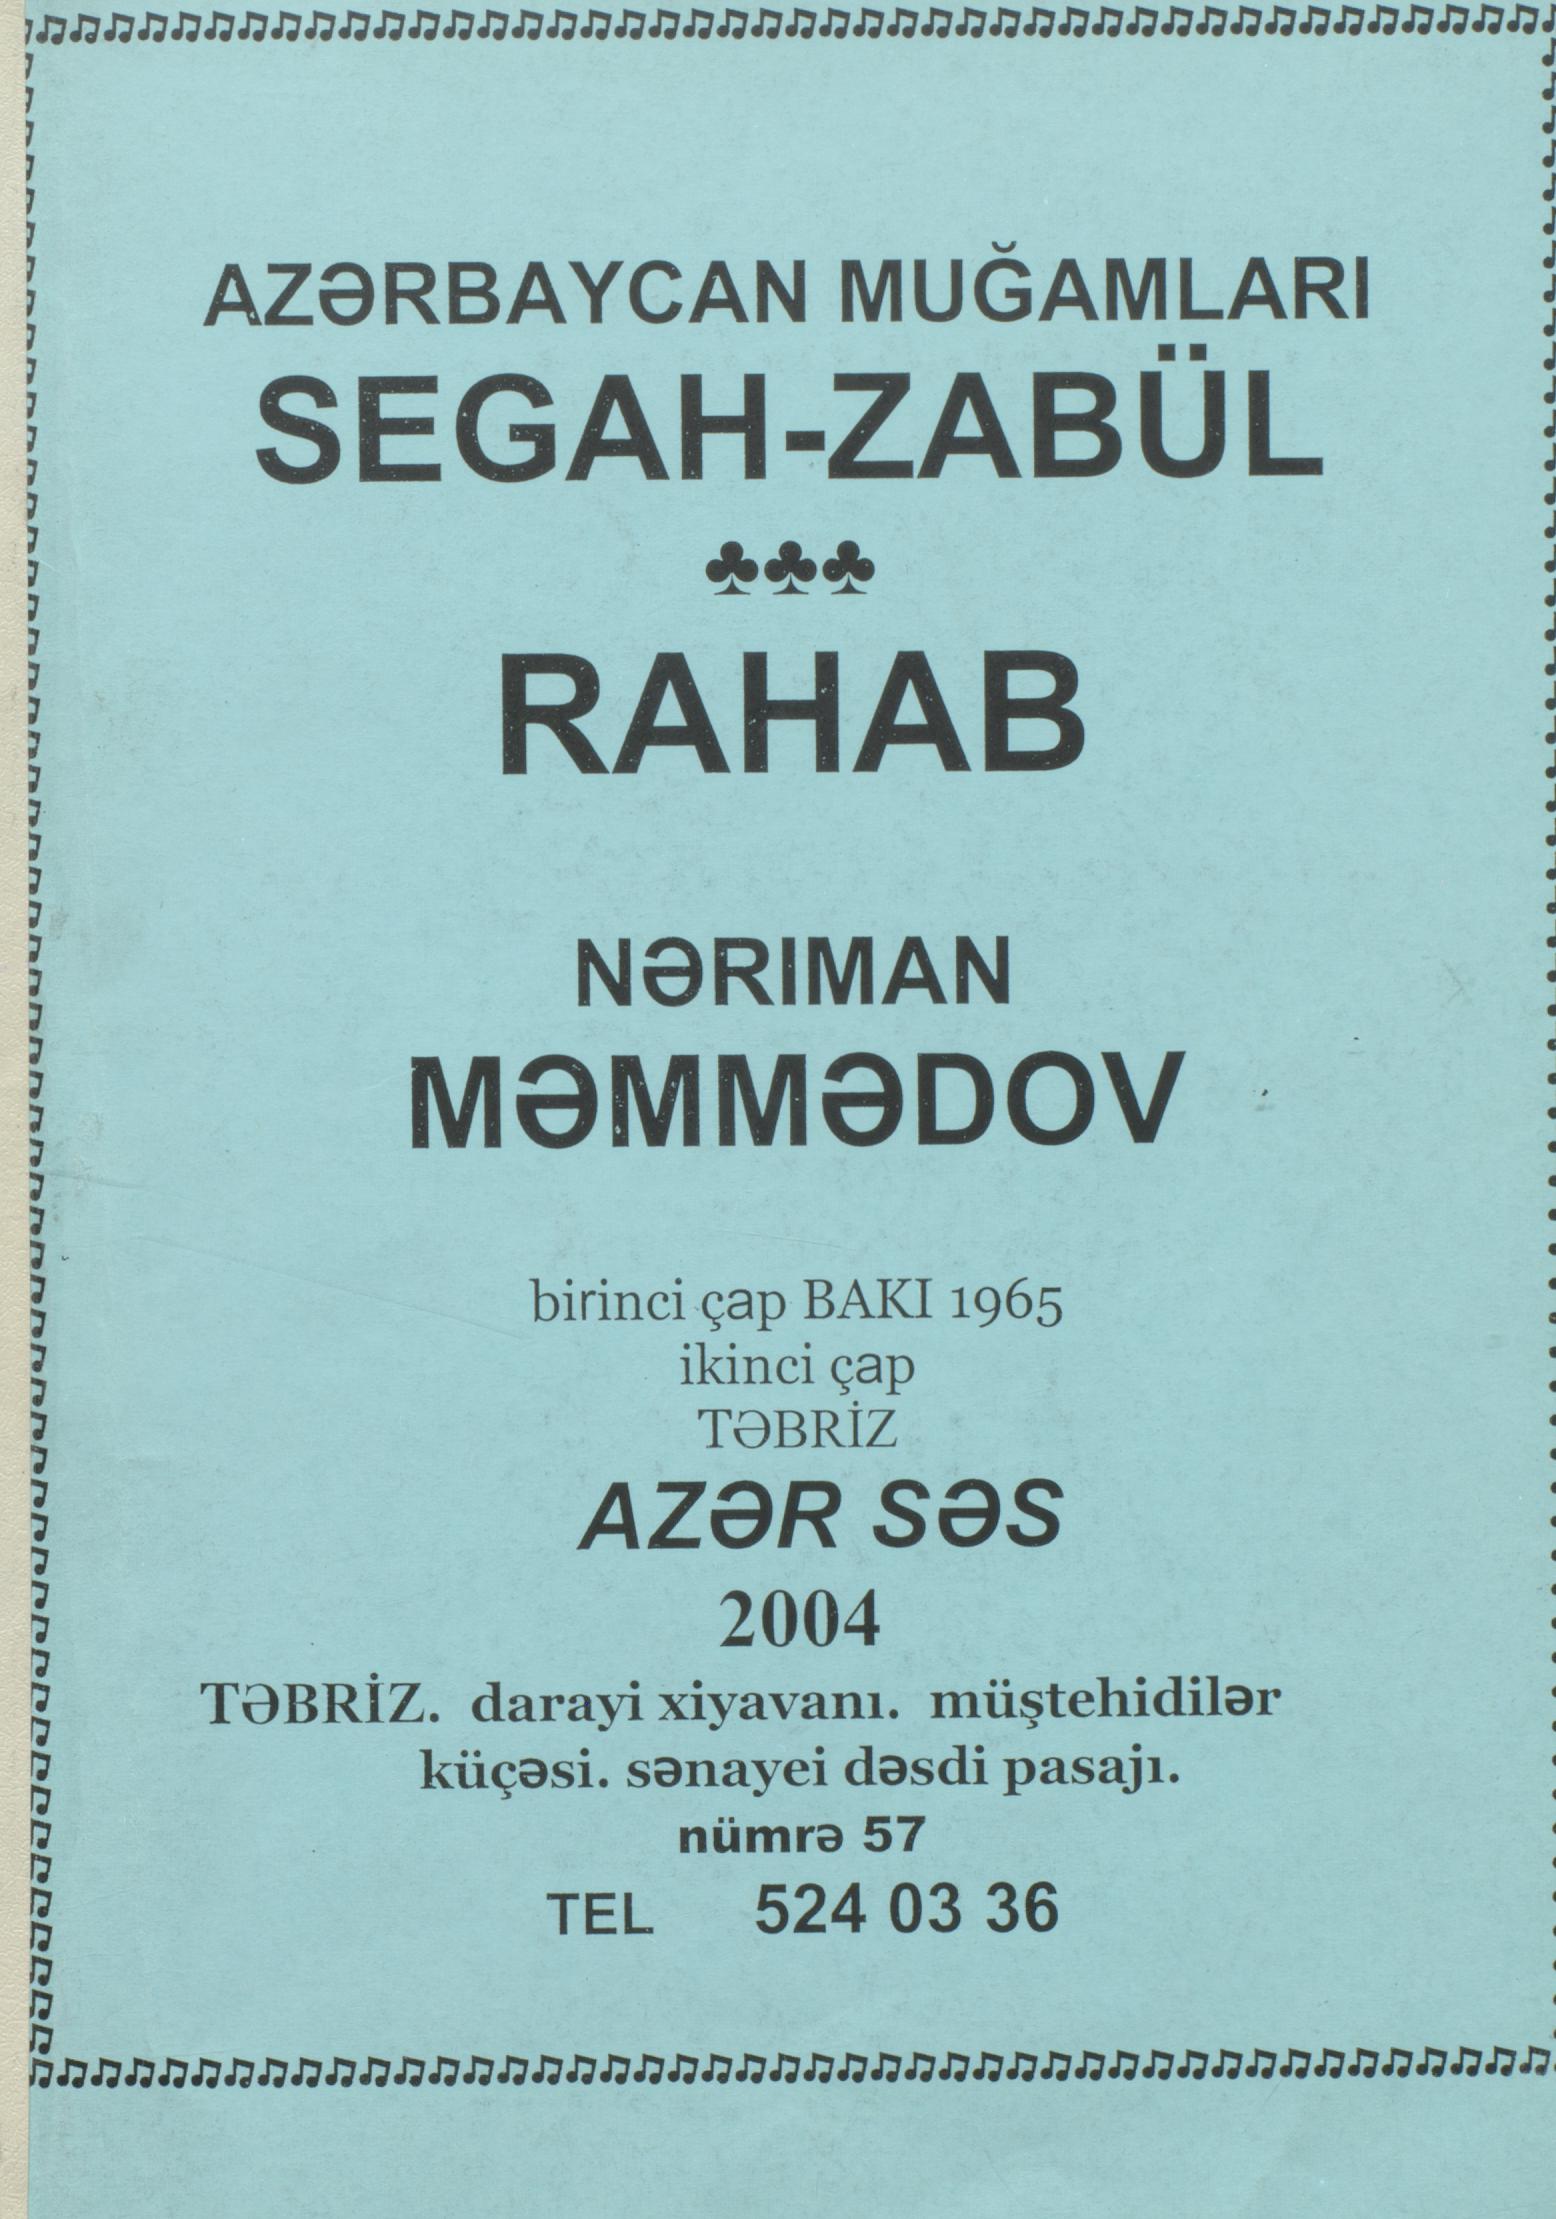 AZƏRBAYCAN MUĞAMLARI
SEGAH-ZABÜL
♣♣♣
RAHAB
NƏRIMAN
MƏMMƏDOV
birinci çap BAKI 1965
ikinci çap
TƏBRİZ
AZƏR SƏS
2004
TƏBRİZ. darayi xiyavanı. müştehidilər
küçəsi. sənayei dəsdi pasajı.
nümrə 57
TEL 524 03 36